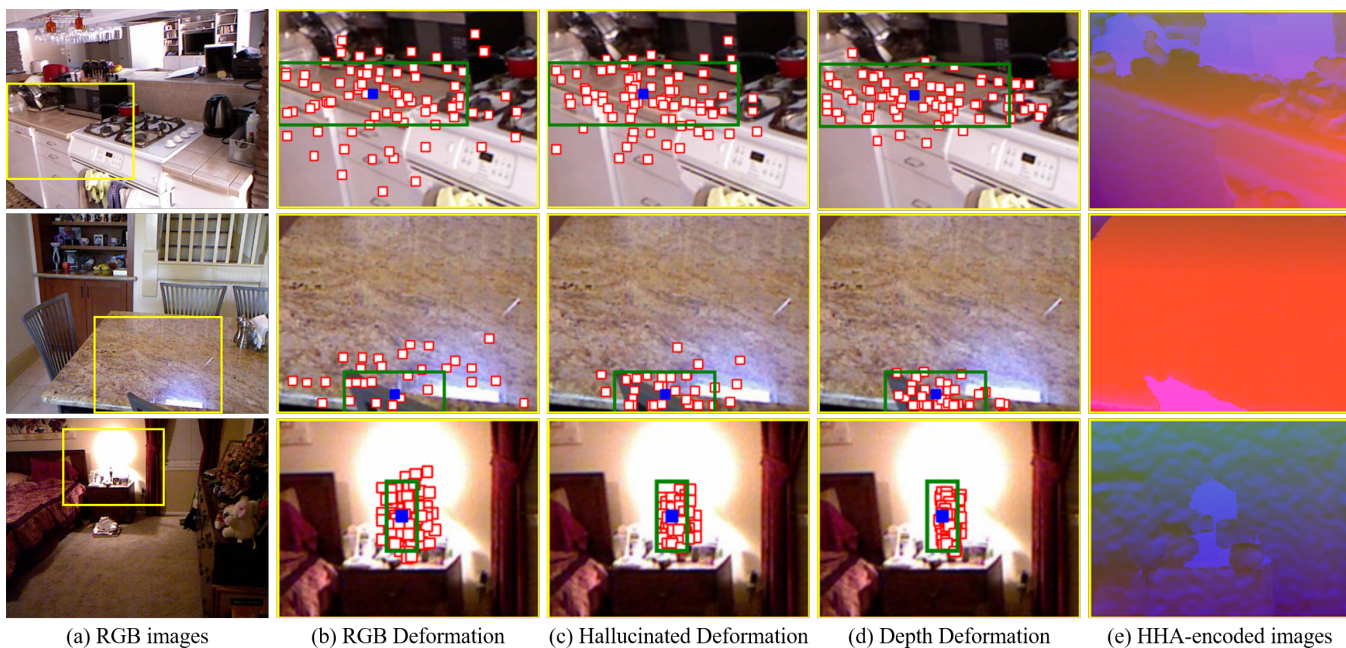 (a) RGB images
(b) RGB Deformation
(c) Hallucinated Deformation
(d) Depth Deformation
(e) HHA-encoded images